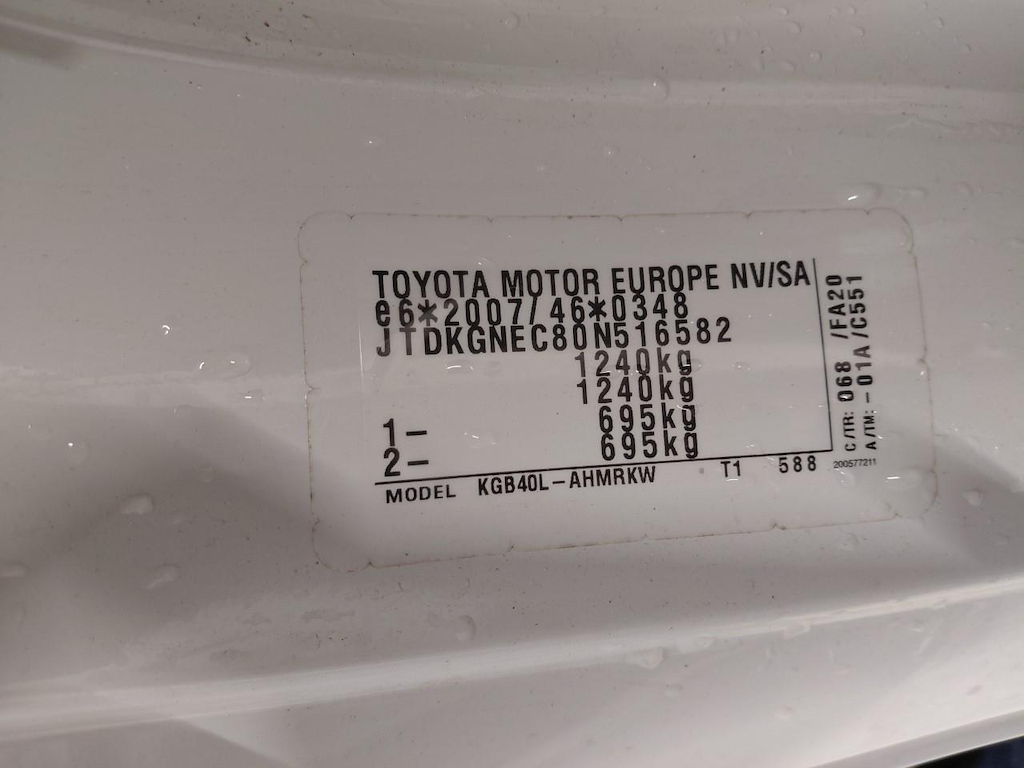 TOYOTA MOTOR EUROPE NV/SA
e6*2007/46*0348
JTDKGNEC80N516582
1240kg
1240kg
1- 695kg
2- 695kg
MODEL KGB40L-AHMRKW T1 588
C/TR: 068 /FA20
A/TM: -01A/C551
200577211